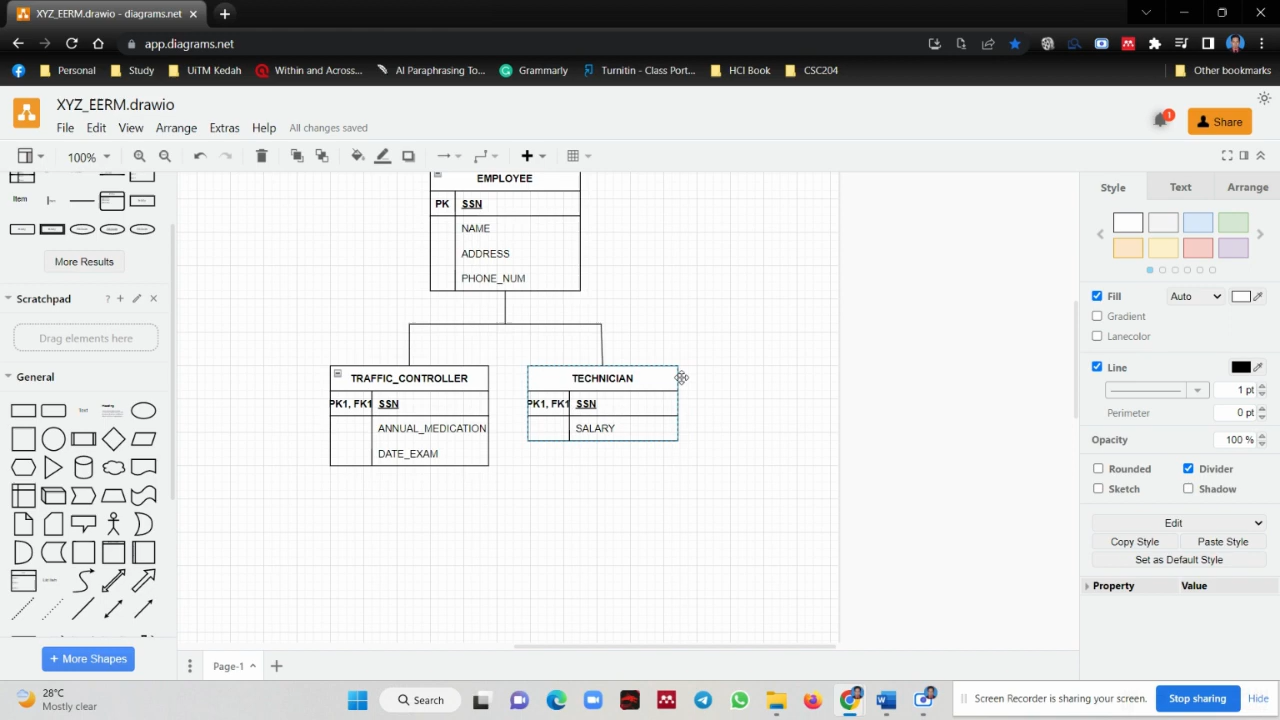 XYZ_EERM.drawio - diagrams.net
app.diagrams.net
Personal
Study
UiTM Kedah
Within and Across...
AI Paraphrasing To...
Grammarly
Turnitin - Class Port...
HCI Book
CSC204
Other bookmarks
XYZ_EERM.drawio
File Edit View Arrange Extras Help All changes saved
1
Share
100%
Item
More Results
Scratchpad
?
Drag elements here
General
Text
Heading
+ More Shapes
EMPLOYEE
PK SSN
NAME
ADDRESS
PHONE_NUM
TRAFFIC_CONTROLLER
PK1, FK1 SSN
ANNUAL_MEDICATION
DATE_EXAM
TECHNICIAN
PK1, FK1 SSN
SALARY
Style Text Arrange
Fill Auto
Gradient
Lanecolor
Line
1 pt
Perimeter 0 pt
Opacity 100 %
Rounded Divider
Sketch Shadow
Edit
Copy Style Paste Style
Set as Default Style
Property Value
Page-1
28°C
Mostly clear
Search
Screen Recorder is sharing your screen.
Stop sharing
Hide